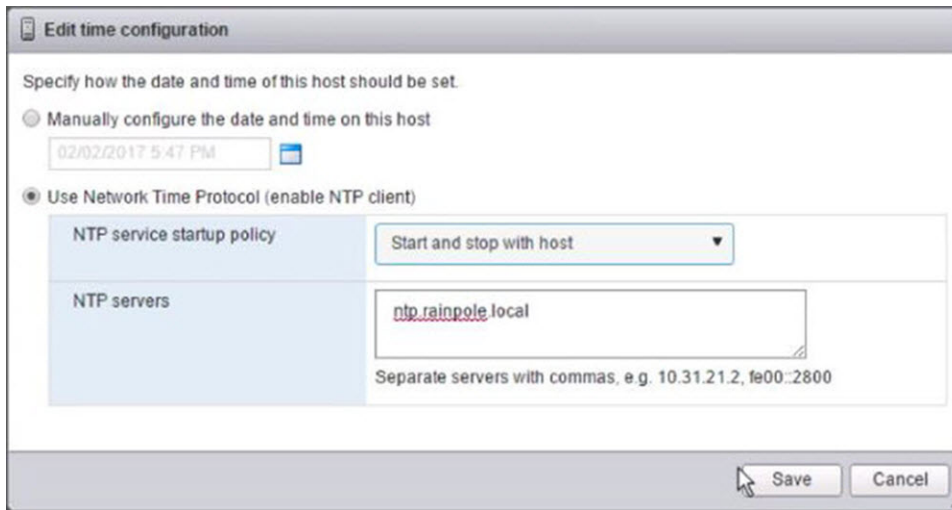 Edit time configuration
Specify how the date and time of this host should be set.
Manually configure the date and time on this host
02/02/2017 5:47 PM
Use Network Time Protocol (enable NTP client)
NTP service startup policy
Start and stop with host
NTP servers
ntp.rainpole.local
Separate servers with commas, e.g. 10.31.21.2, fe00::2800
Save
Cancel